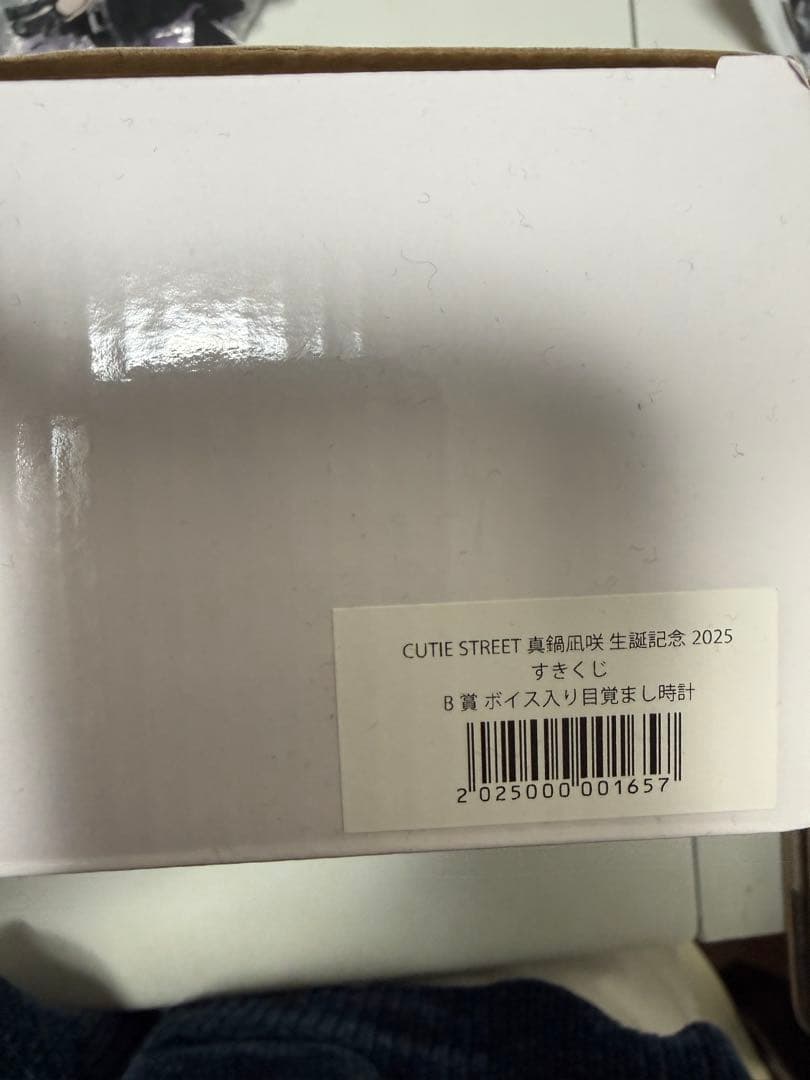 CUTIE STREET 真鍋凪咲 生誕記念 2025
すきくじ
B 賞 ボイス入り目覚まし時計
2 025000 001657